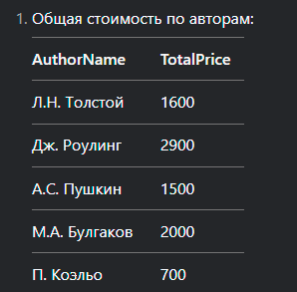 1. Общая стоимость по авторам:
AuthorName TotalPrice
Л.Н. Толстой 1600
Дж. Роулинг 2900
А.С. Пушкин 1500
М.А. Булгаков 2000
П. Коэльо 700